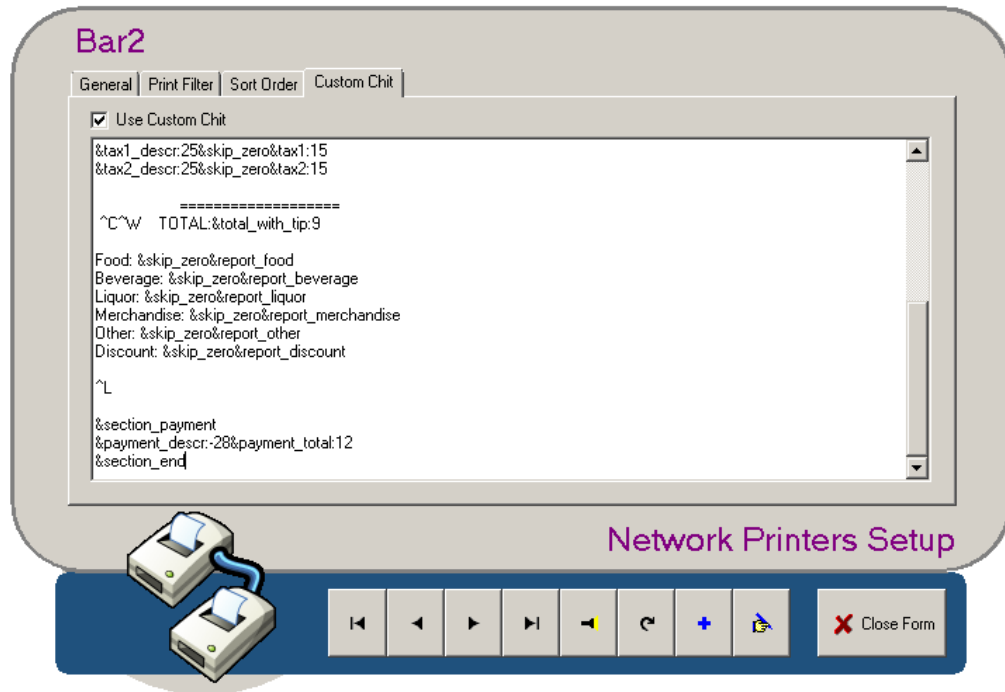 Bar2
General Print Filter Sort Order Custom Chit
Use Custom Chit
&tax1_descr:25&skip_zero&tax1:15
&tax2_descr:25&skip_zero&tax2:15
===================
^C^W TOTAL:&total_with_tip:9
Food: &skip_zero&report_food
Beverage: &skip_zero&report_beverage
Liquor: &skip_zero&report_liquor
Merchandise: &skip_zero&report_merchandise
Other: &skip_zero&report_other
Discount: &skip_zero&report_discount
^L
&section_payment
&payment_descr:-28&payment_total:12
&section_end
Network Printers Setup
Close Form